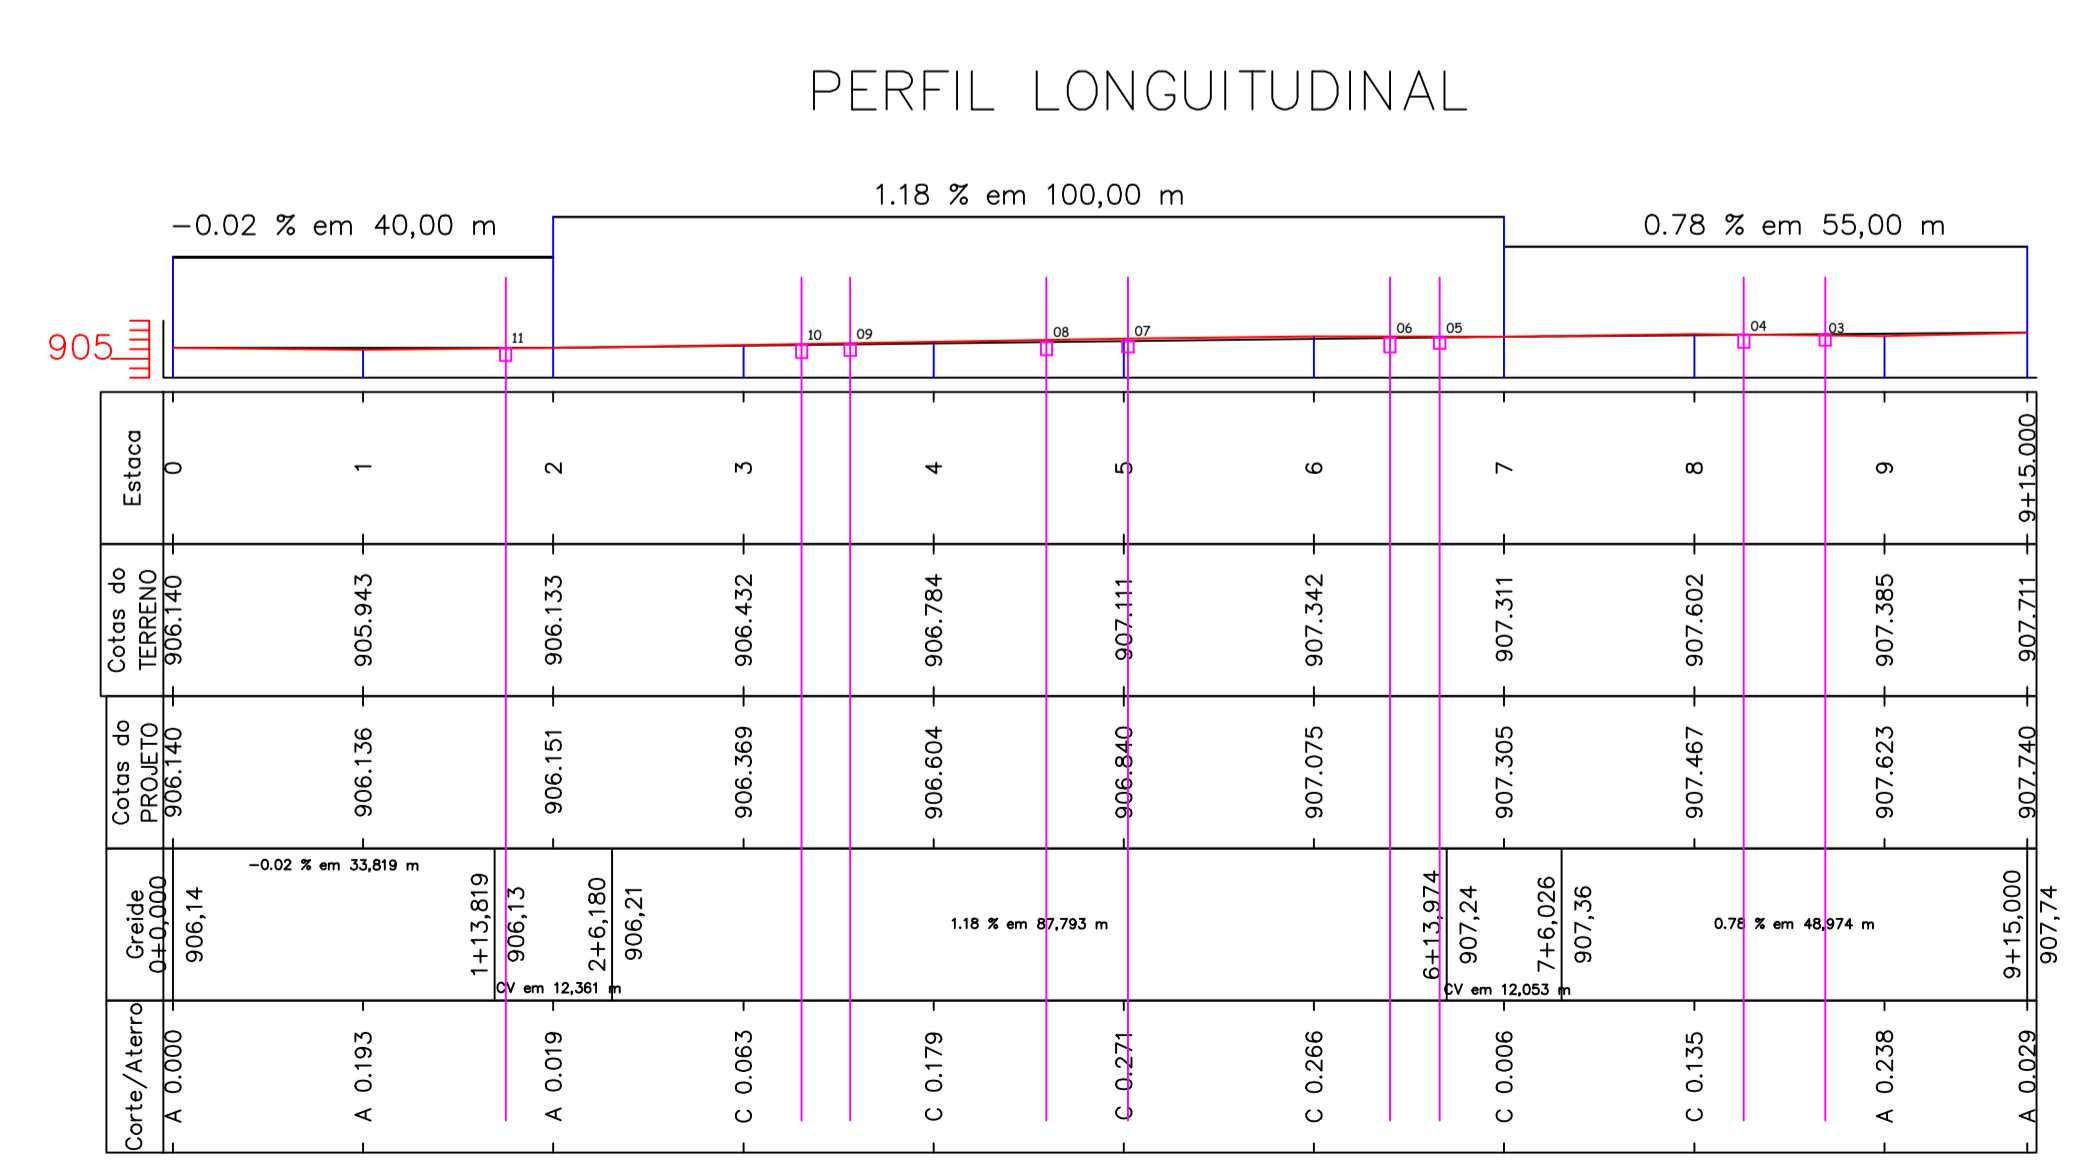 PERFIL LONGUITUDINAL
1.18 % em 100,00 m
-0.02 % em 40,00 m
0.78 % em 55,00 m
905
11
10
09
08
07
06
05
04
03
Estaca
0
1
2
3
4
5
6
7
8
9
9+15.000
Cotas do
TERRENO
906.140
905.943
906.133
906.432
906.784
907.111
907.342
907.311
907.602
907.385
907.711
Cotas do
PROJETO
906.140
906.136
906.151
906.369
906.604
906.840
907.075
907.305
907.467
907.623
907.740
Greide
0+0,000
906,14
-0.02 % em 33,819 m
1+13,819
906,13
CV em 12,361 m
2+6,180
906,21
1.18 % em 87,793 m
6+13,974
907,24
CV em 12,053 m
7+6,026
907,36
0.78 % em 48,974 m
9+15,000
907,74
Corte/Aterro
A 0.000
A 0.193
A 0.019
C 0.063
C 0.179
C 0.271
C 0.266
C 0.006
C 0.135
A 0.238
A 0.029